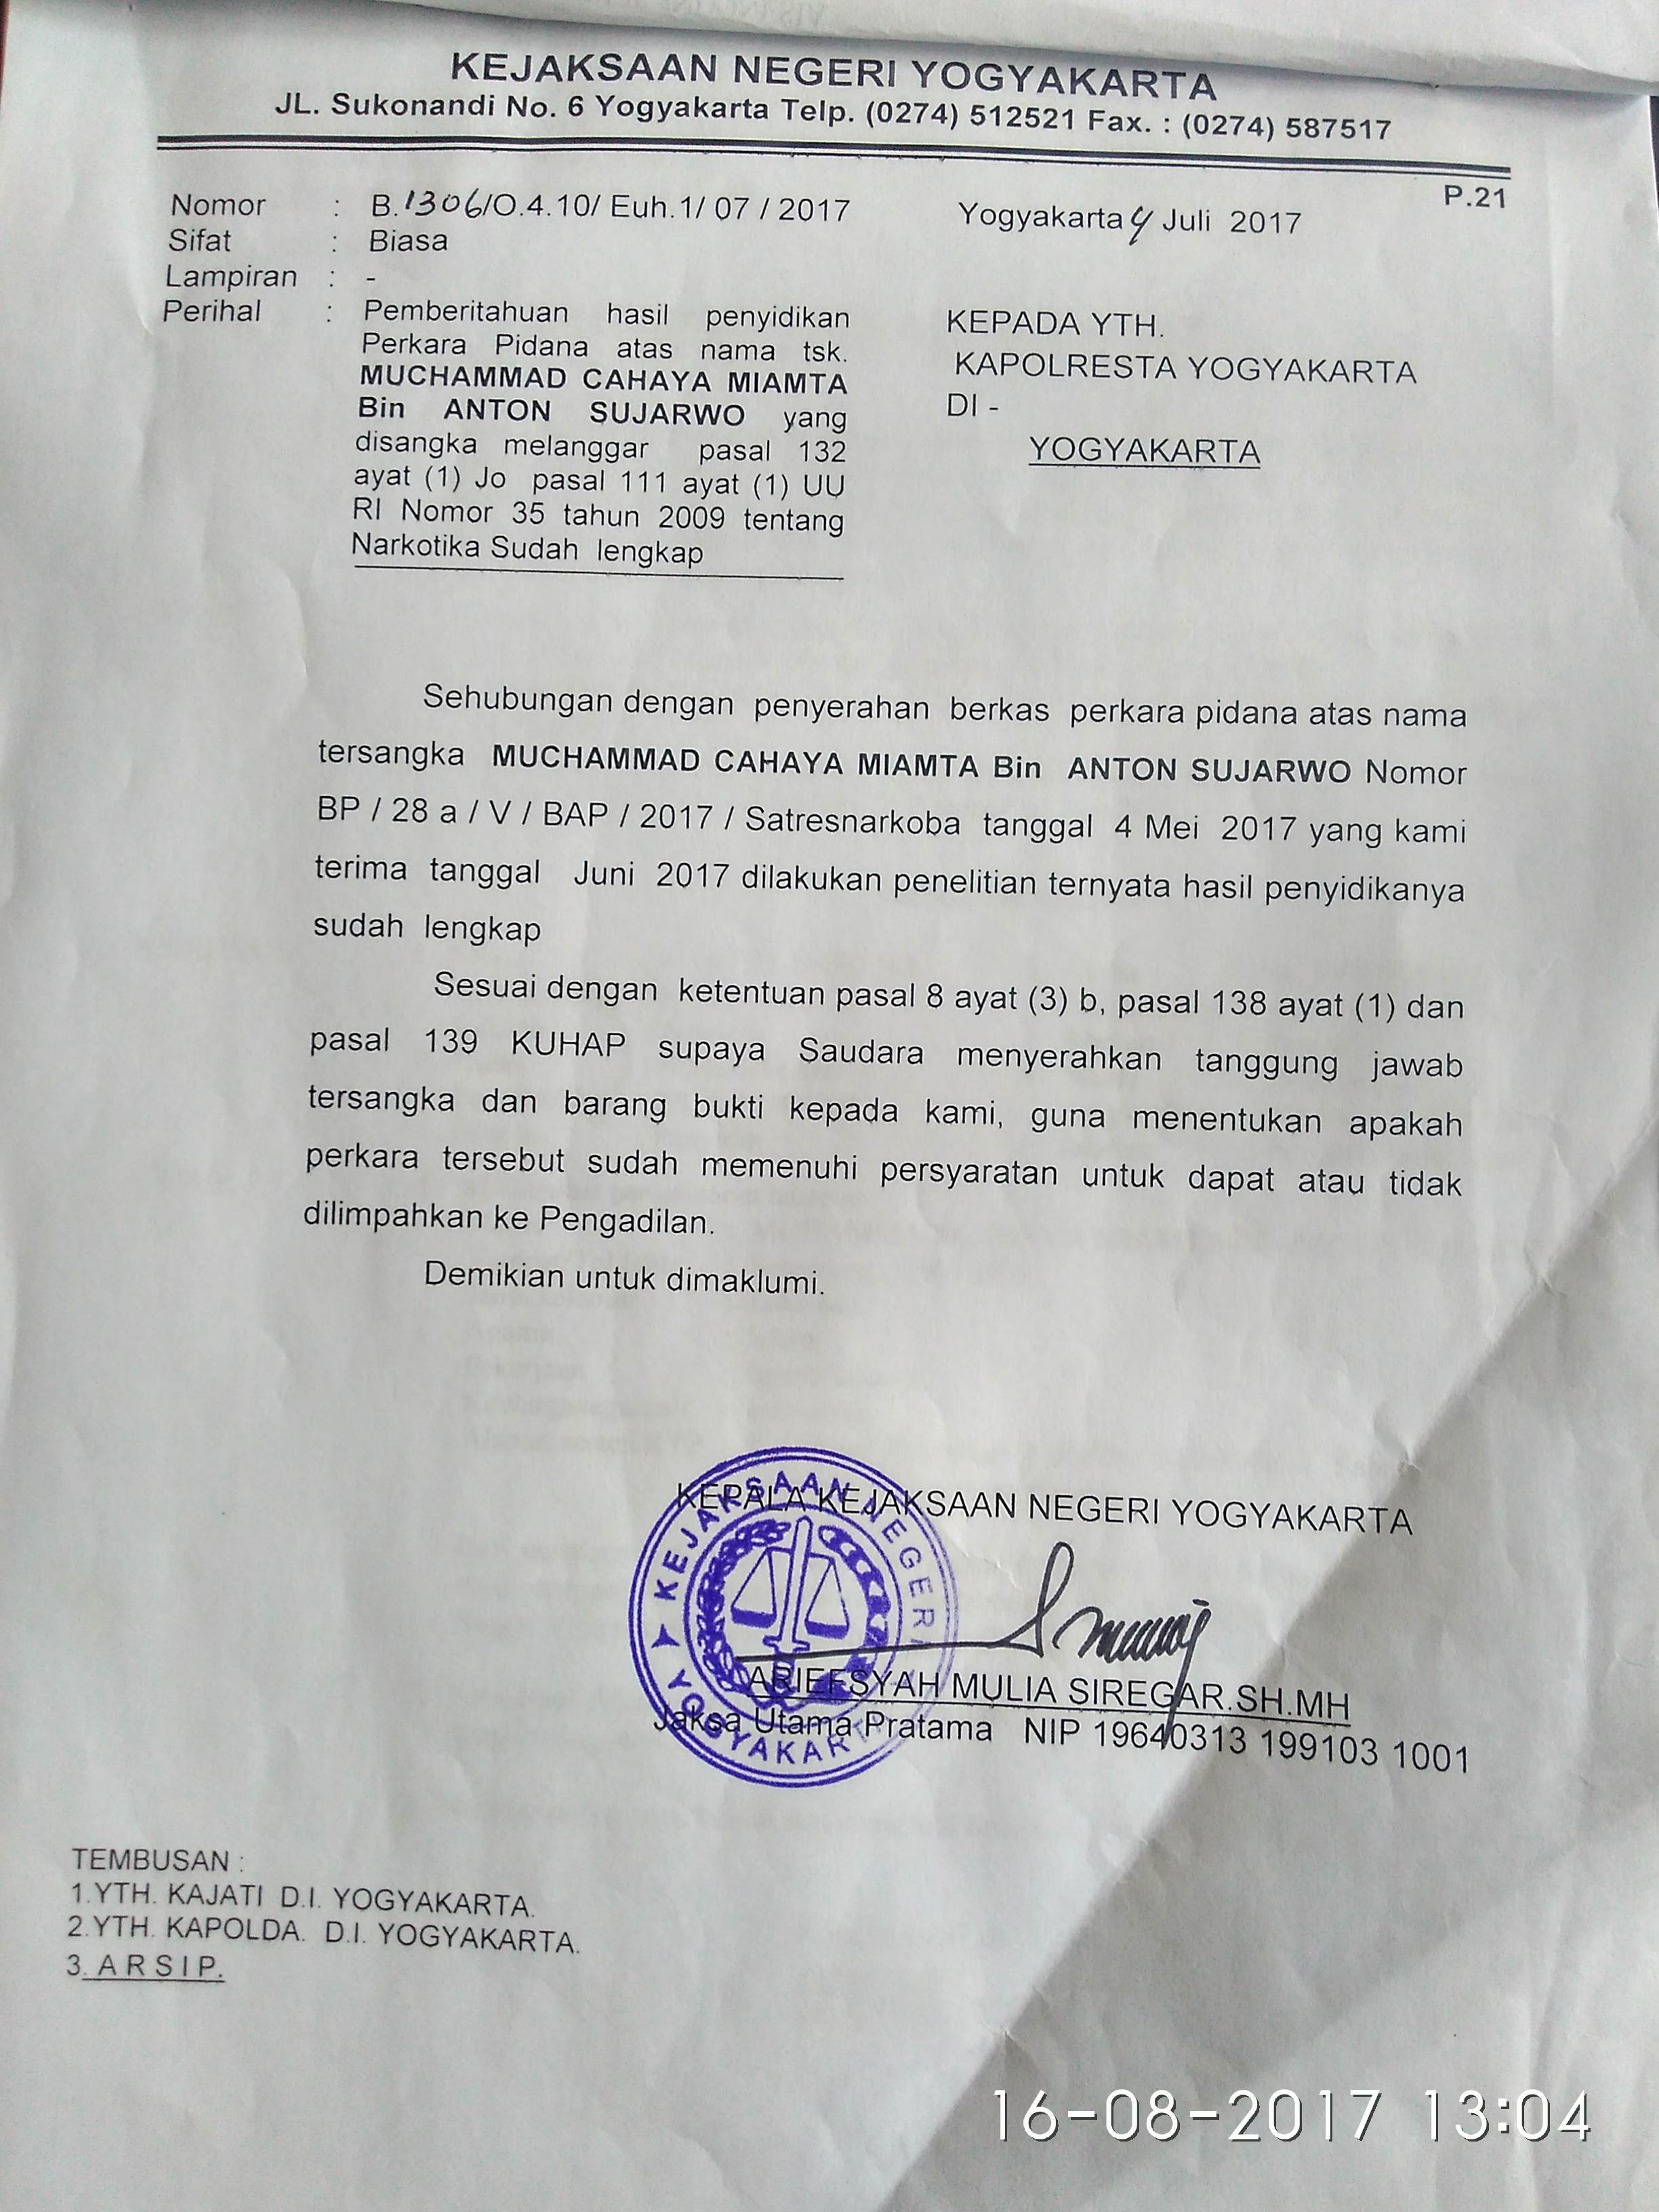 KEJAKSAAN NEGERI YOGYAKARTA
JL. Sukonandi No. 6 Yogyakarta Telp. (0274) 512521 Fax. : (0274) 587517
P.21
Nomor : B.1306/O.4.10/ Euh.1/ 07 / 2017
Yogyakarta 4 Juli 2017
Sifat : Biasa
Lampiran : -
Perihal : Pemberitahuan hasil penyidikan
Perkara Pidana atas nama tsk.
MUCHAMMAD CAHAYA MIAMTA
Bin ANTON SUJARWO yang
disangka melanggar pasal 132
ayat (1) Jo pasal 111 ayat (1) UU
RI Nomor 35 tahun 2009 tentang
Narkotika Sudah lengkap
KEPADA YTH.
KAPOLRESTA YOGYAKARTA
DI -
YOGYAKARTA
Sehubungan dengan penyerahan berkas perkara pidana atas nama
tersangka MUCHAMMAD CAHAYA MIAMTA Bin ANTON SUJARWO Nomor
BP / 28 a / V / BAP / 2017 / Satresnarkoba tanggal 4 Mei 2017 yang kami
terima tanggal Juni 2017 dilakukan penelitian ternyata hasil penyidikanya
sudah lengkap
Sesuai dengan ketentuan pasal 8 ayat (3) b, pasal 138 ayat (1) dan
pasal 139 KUHAP supaya Saudara menyerahkan tanggung jawab
tersangka dan barang bukti kepada kami, guna menentukan apakah
perkara tersebut sudah memenuhi persyaratan untuk dapat atau tidak
dilimpahkan ke Pengadilan.
Demikian untuk dimaklumi.
KEPALA KEJAKSAAN NEGERI YOGYAKARTA
KEJAKSAAN NEGERI
YOGYAKARTA
ARIEFSYAH MULIA SIREGAR.SH.MH
Jaksa Utama Pratama NIP 19640313 199103 1001
TEMBUSAN :
1.YTH. KAJATI D.I. YOGYAKARTA.
2.YTH. KAPOLDA. D.I. YOGYAKARTA.
3. A R S I P.
16-08-2017 13:04